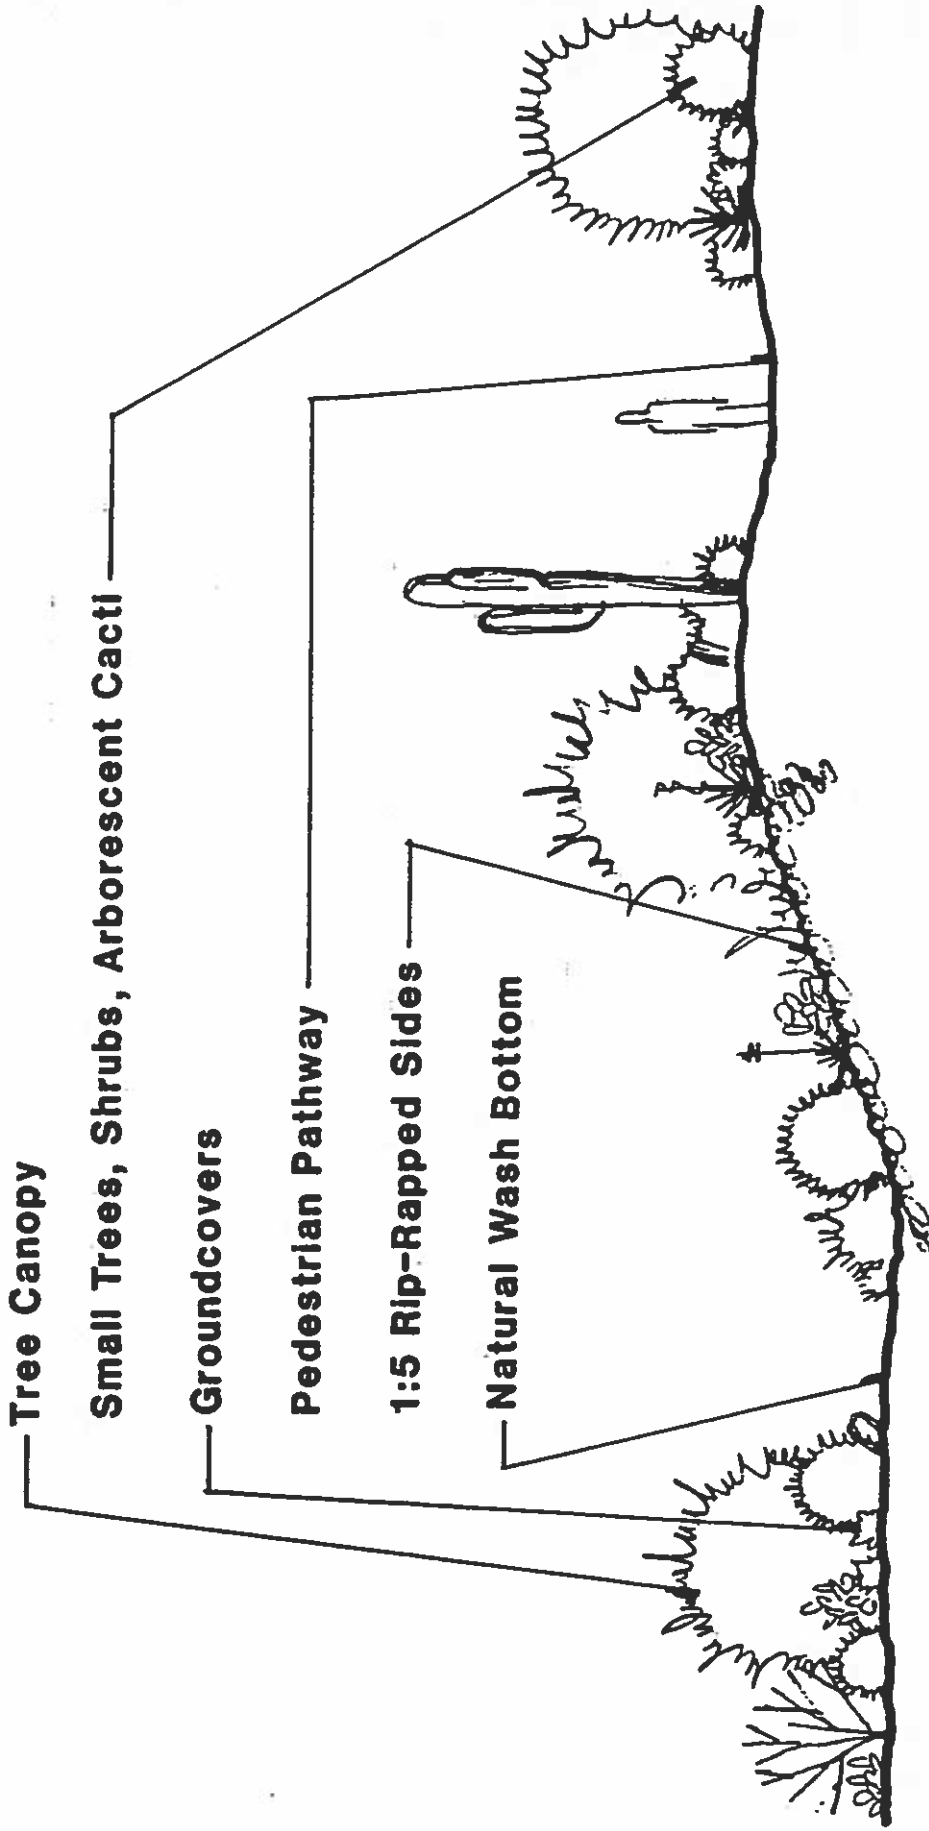 Tree Canopy
Small Trees, Shrubs, Arborescent Cacti
Groundcovers
Pedestrian Pathway
1:5 Rip-Rapped Sides
Natural Wash Bottom